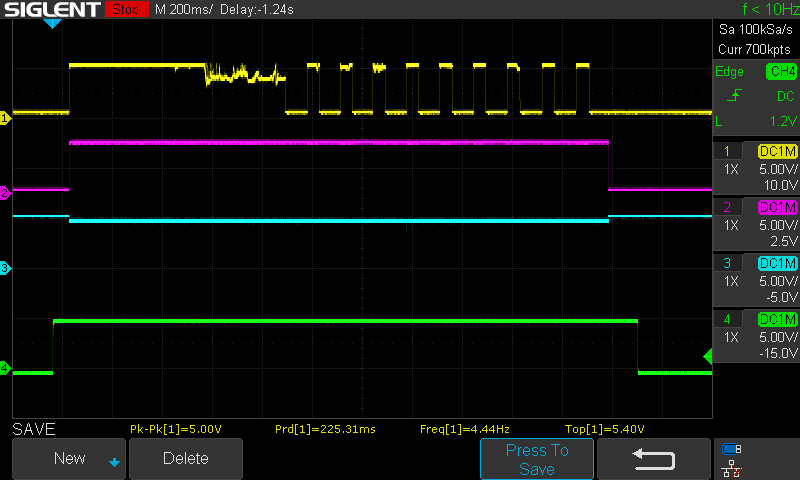 SIGLENT Stop M 200ms/ Delay:-1.24s f < 10Hz
Sa 100kSa/s
Curr 700kpts
Edge CH4
DC
L 1.2V
1 DC1M
1X 5.00V/
10.0V
2 DC1M
1X 5.00V/
2.5V
3 DC1M
1X 5.00V/
-5.0V
4 DC1M
1X 5.00V/
-15.0V
1
2
3
4
SAVE Pk-Pk[1]=5.00V Prd[1]=225.31ms Freq[1]=4.44Hz Top[1]=5.40V
New Delete Press To
Save